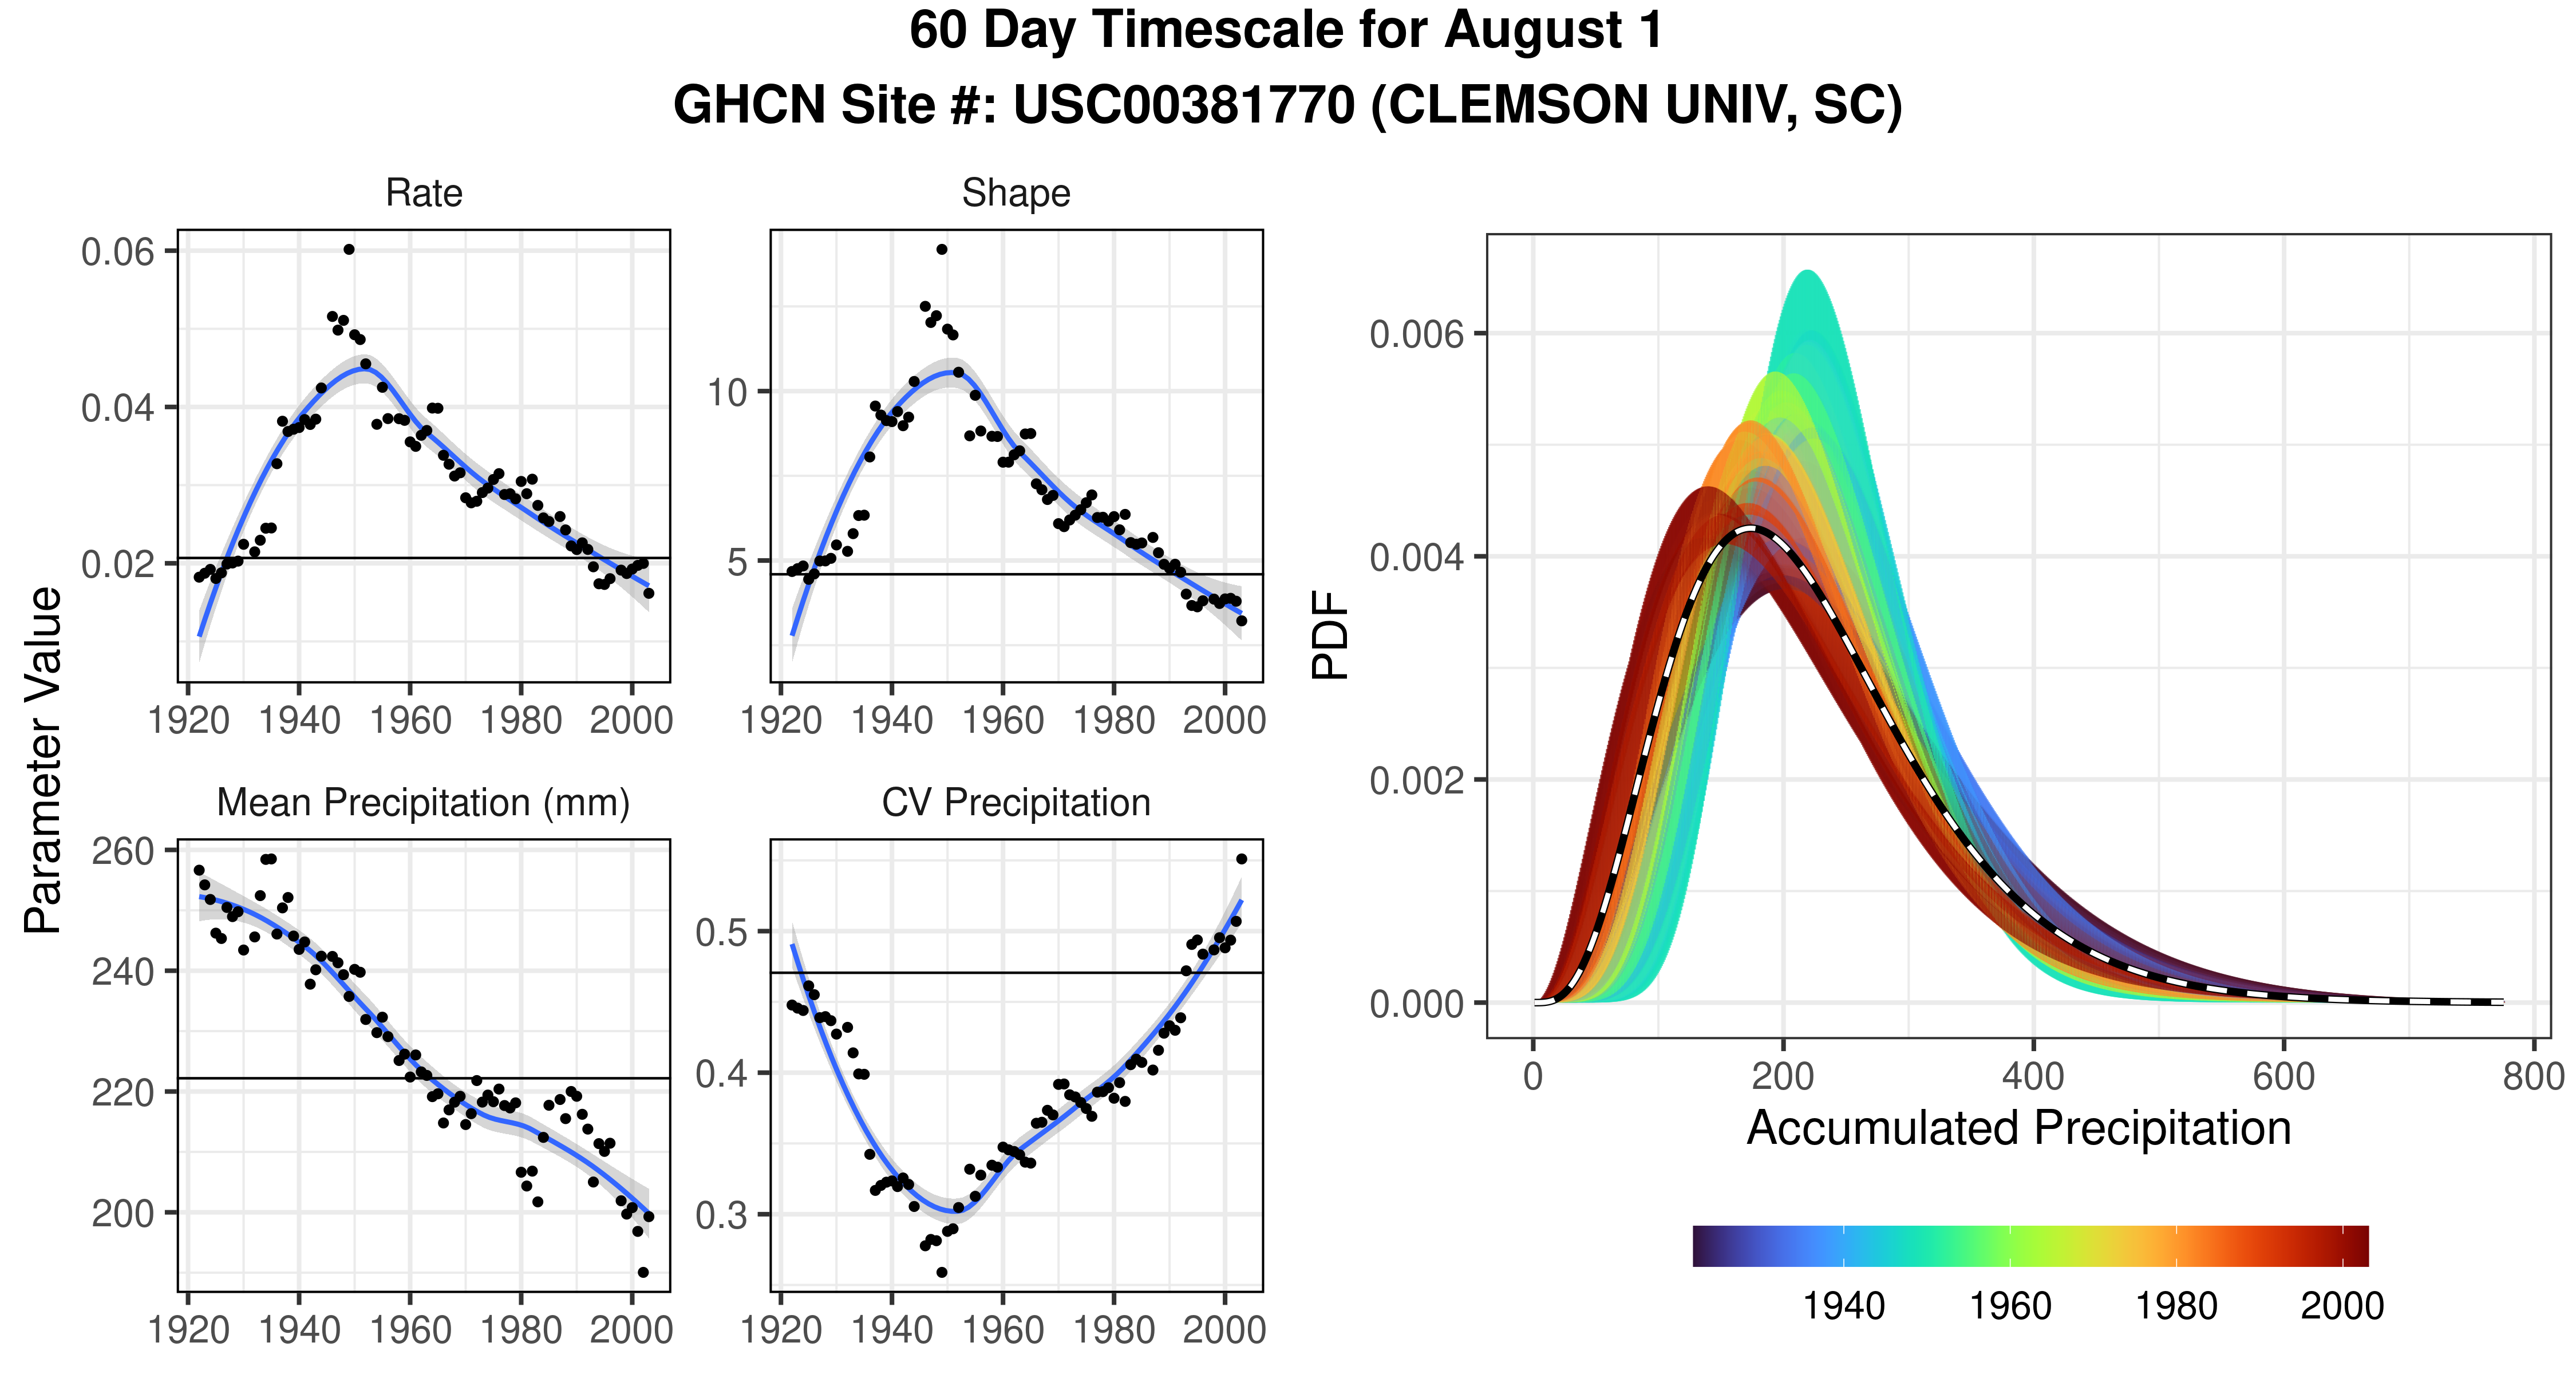 60 Day Timescale for August 1
GHCN Site #: USC00381770 (CLEMSON UNIV, SC)
Rate
Shape
0.06
0.04
0.02
10
5
1920 1940 1960 1980 2000
1920 1940 1960 1980 2000
Parameter Value
Mean Precipitation (mm)
CV Precipitation
260
240
220
200
0.5
0.4
0.3
1920 1940 1960 1980 2000
1920 1940 1960 1980 2000
PDF
0.006
0.004
0.002
0.000
0 200 400 600 800
Accumulated Precipitation
1940 1960 1980 2000